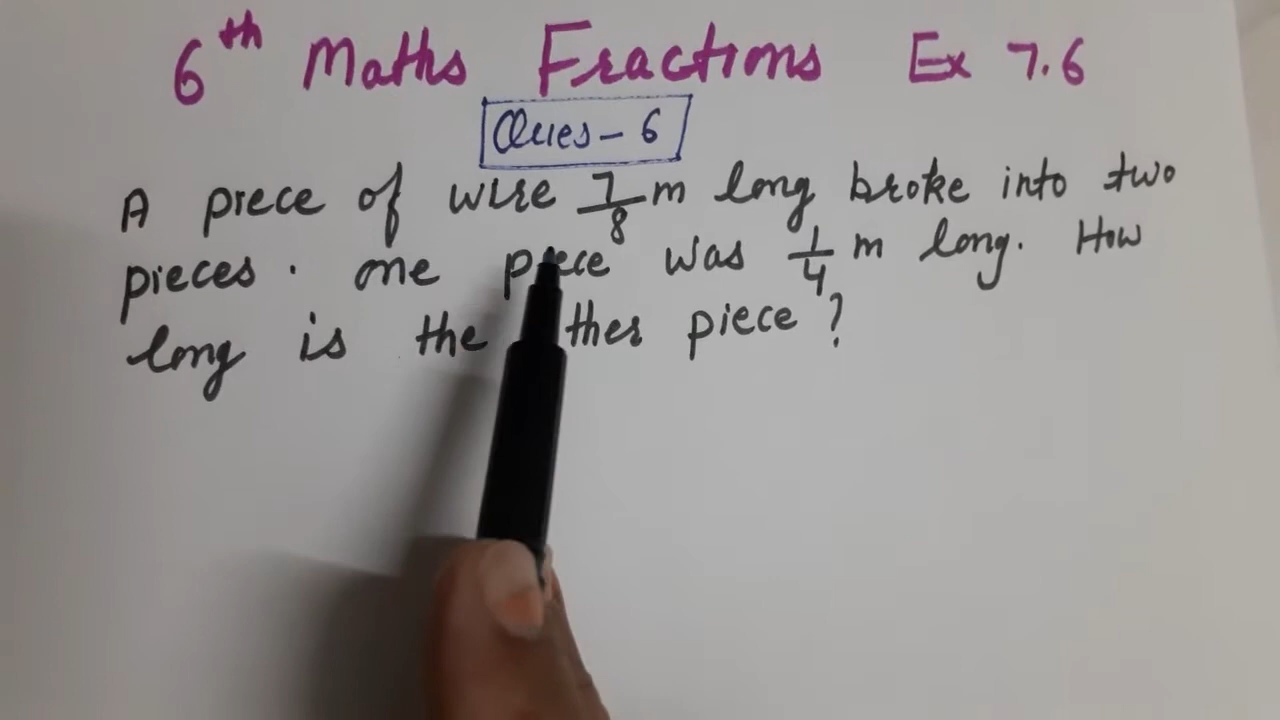 6th Maths Fractions Ex 7.6
Ques - 6
A piece of wire 7/8 m long broke into two
pieces. One piece was 1/4 m long. How
long is the ther piece?